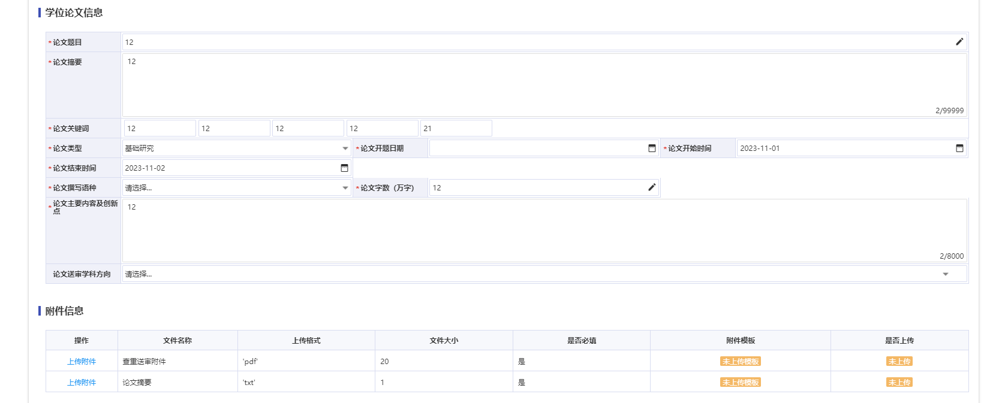 学位论文信息
*论文题目 12
*论文摘要 12
2/99999
*论文关键词 12 12 12 12 21
*论文类型 基础研究 *论文开题日期 *论文开始时间 2023-11-01
*论文结束时间 2023-11-02
*论文撰写语种 请选择... *论文字数（万字） 12
*论文主要内容及创新
点
12
2/8000
论文送审学科方向 请选择...
附件信息
操作 文件名称 上传格式 文件大小 是否必填 附件模板 是否上传
上传附件 查重送审附件 'pdf' 20 是 未上传模板 未上传
上传附件 论文摘要 'txt' 1 是 未上传模板 未上传